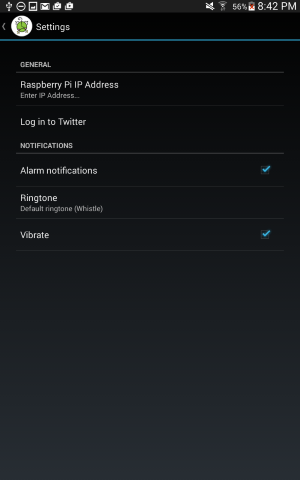 56% 8:42 PM
Settings
GENERAL
Raspberry Pi IP Address
Enter IP Address...
Log in to Twitter
NOTIFICATIONS
Alarm notifications
Ringtone
Default ringtone (Whistle)
Vibrate